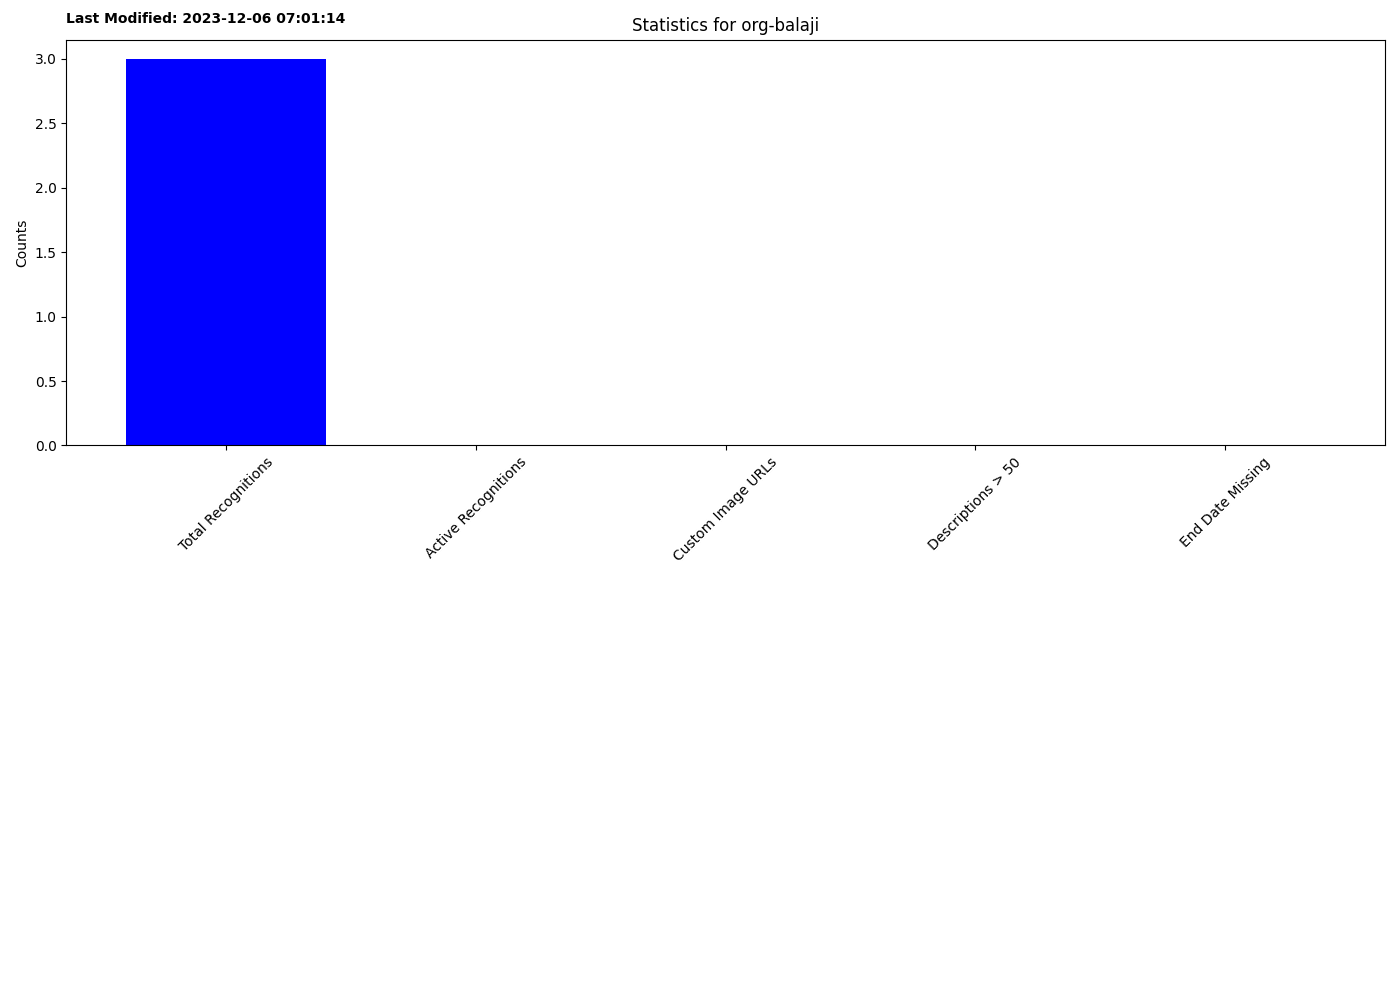 Last Modified: 2023-12-06 07:01:14
Statistics for org-balaji
3.0
2.5
2.0
1.5
1.0
0.5
0.0
Counts
Total Recognitions
Active Recognitions
Custom Image URLs
Descriptions > 50
End Date Missing